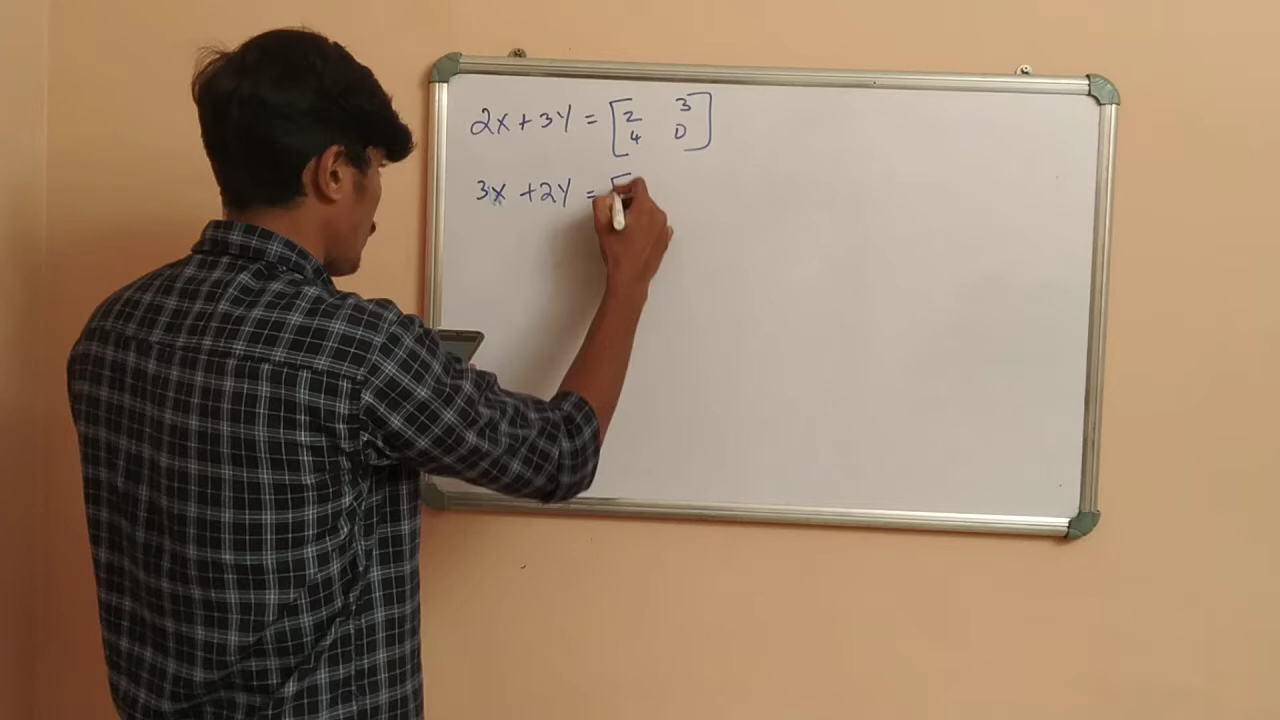 2x + 3y = [2 3
4 0]
3x + 2y = [